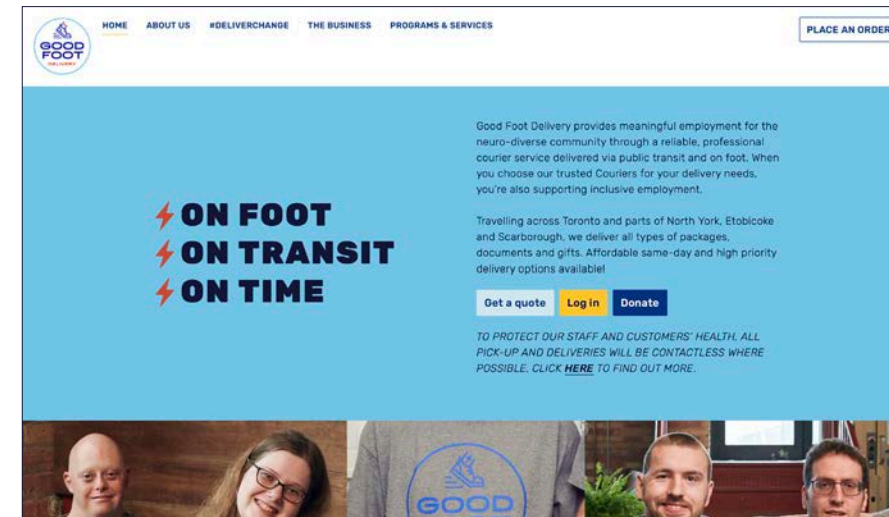 HOME
ABOUT US
#DELIVERCHANGE
THE BUSINESS
PROGRAMS & SERVICES
PLACE AN ORDER
GOOD
FOOT
DELIVERY
ON FOOT
ON TRANSIT
ON TIME
Good Foot Delivery provides meaningful employment for the
neuro-diverse community through a reliable, professional
courier service delivered via public transit and on foot. When
you choose our trusted Couriers for your delivery needs,
you're also supporting inclusive employment.
Travelling across Toronto and parts of North York, Etobicoke
and Scarborough, we deliver all types of packages,
documents and gifts. Affordable same-day and high priority
delivery options available!
Get a quote
Log in
Donate
TO PROTECT OUR STAFF AND CUSTOMERS' HEALTH, ALL
PICK-UP AND DELIVERIES WILL BE CONTACTLESS WHERE
POSSIBLE. CLICK HERE TO FIND OUT MORE.
GOOD